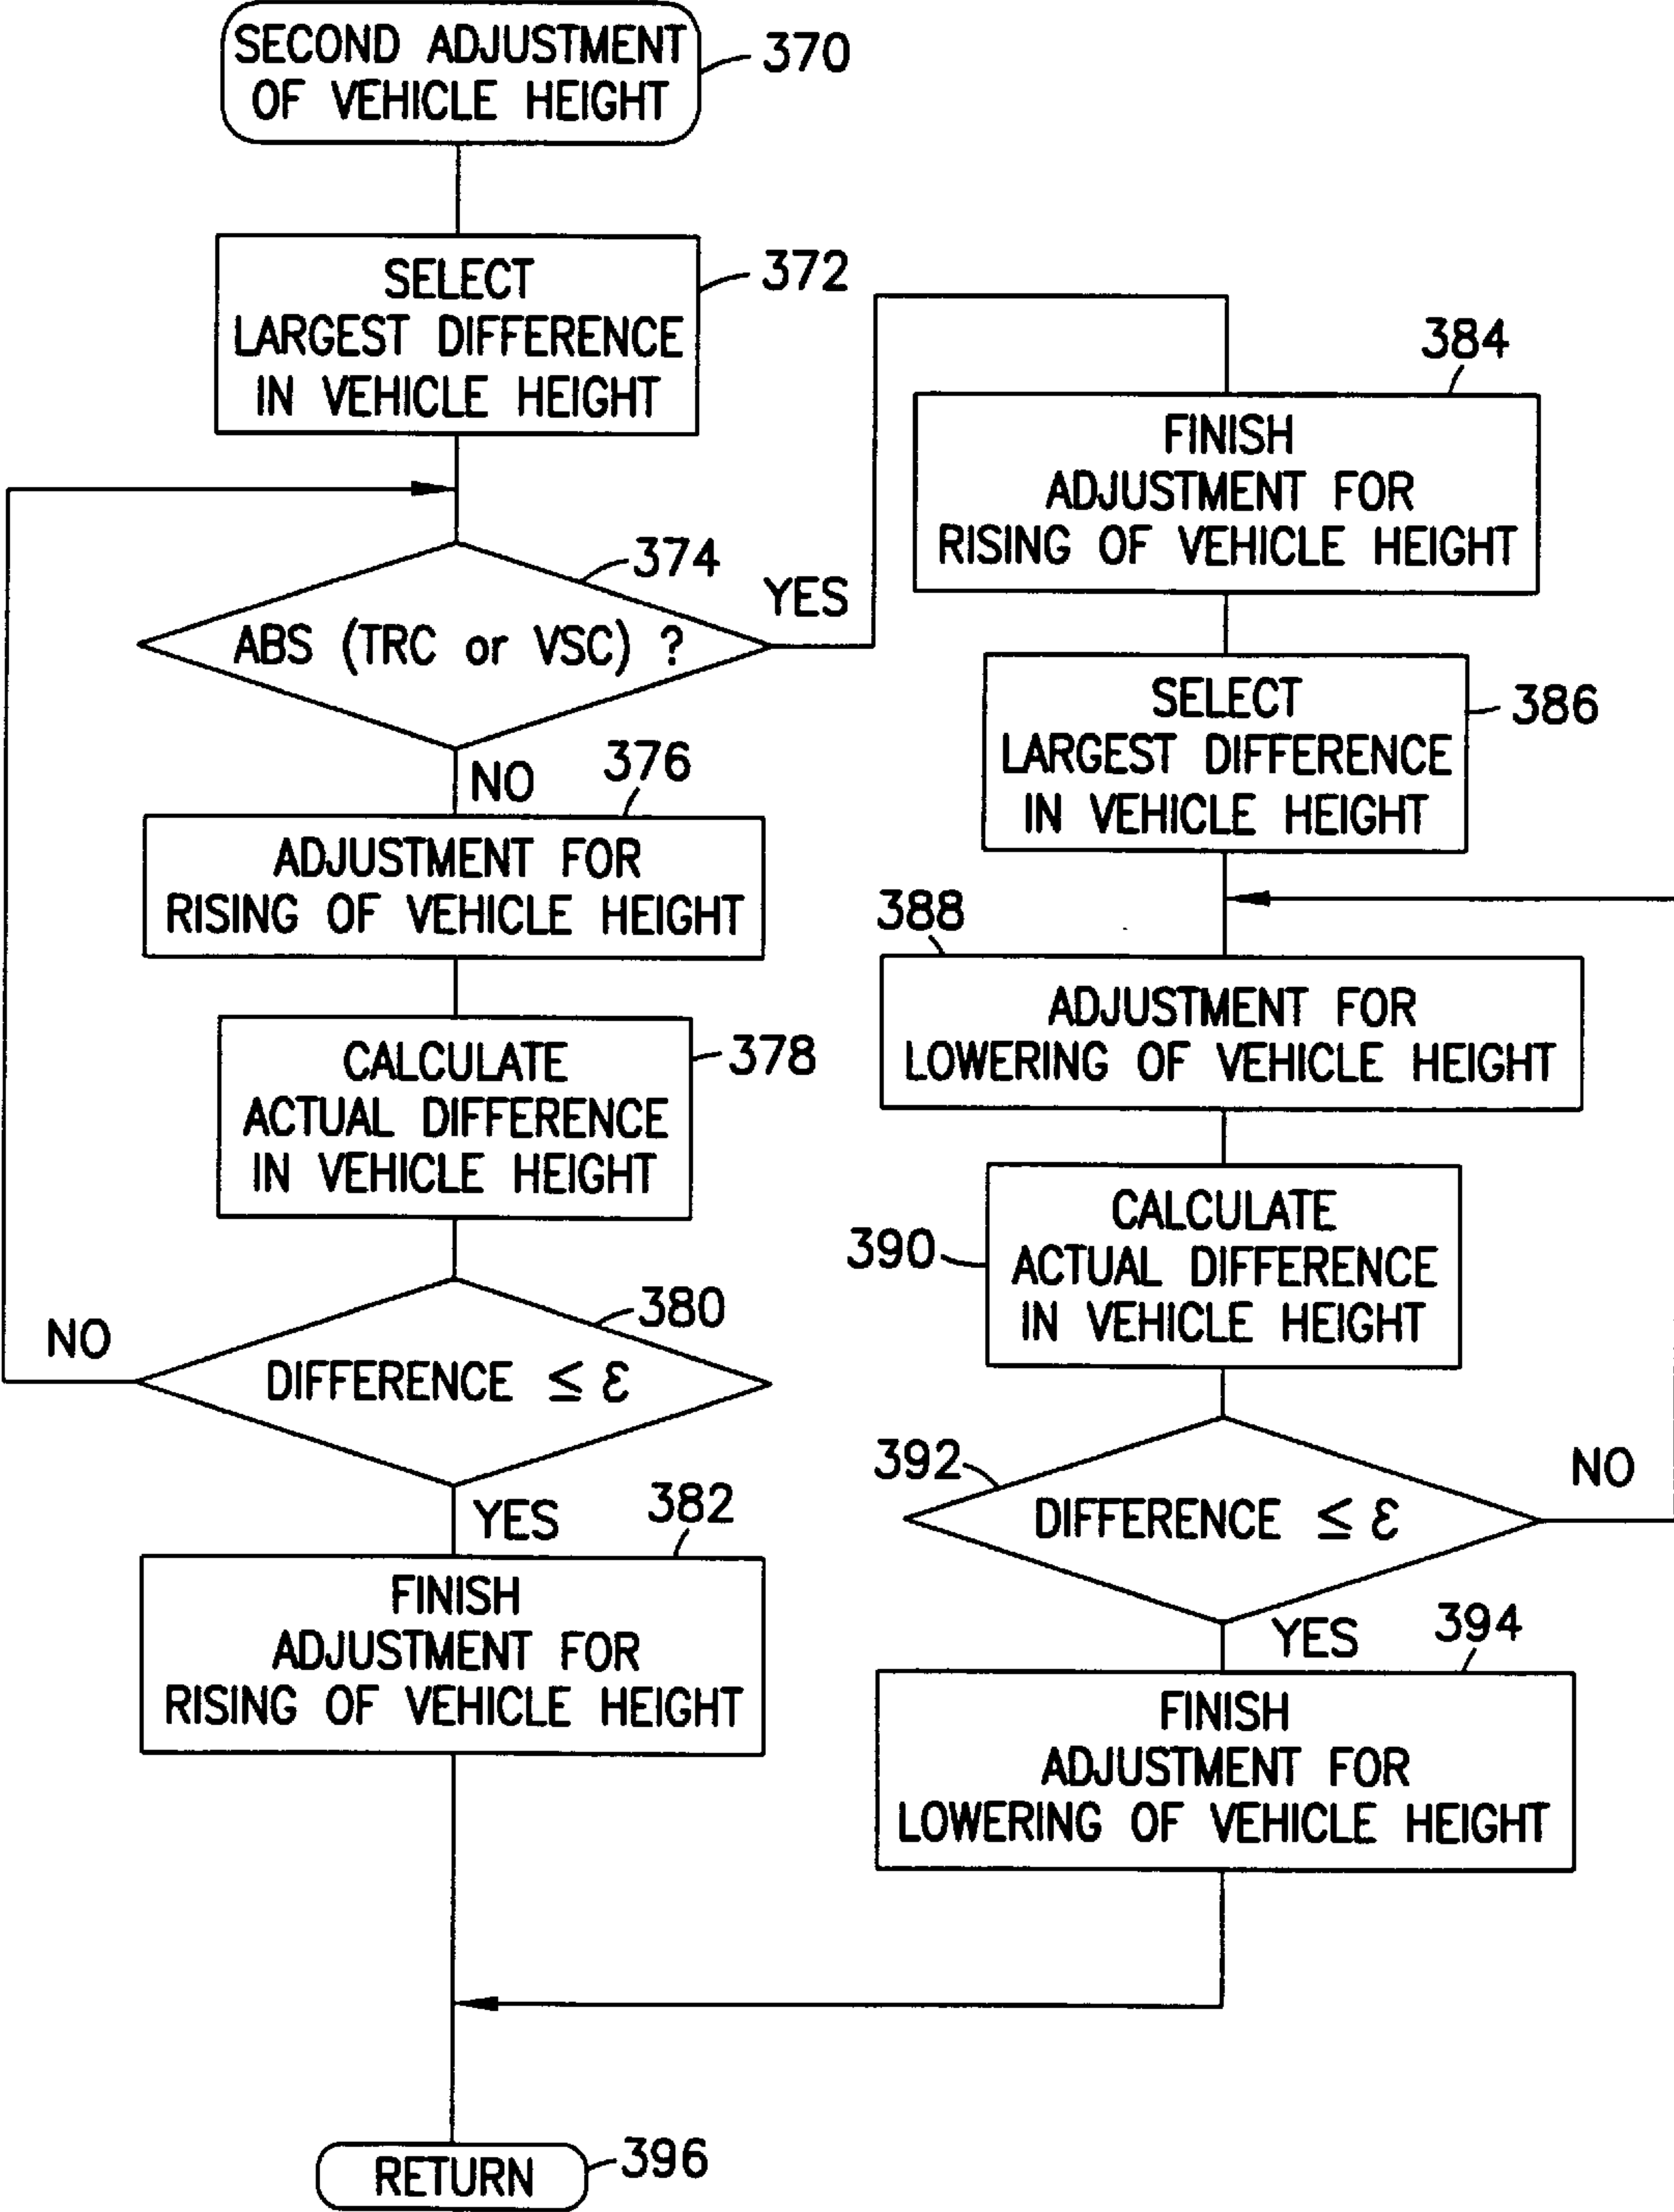 SECOND ADJUSTMENT
OF VEHICLE HEIGHT
370
SELECT
LARGEST DIFFERENCE
IN VEHICLE HEIGHT
372
ABS (TRC or VSC) ?
374
YES
NO
376
ADJUSTMENT FOR
RISING OF VEHICLE HEIGHT
CALCULATE
ACTUAL DIFFERENCE
IN VEHICLE HEIGHT
378
380
NO
DIFFERENCE ≤ ε
YES
382
FINISH
ADJUSTMENT FOR
RISING OF VEHICLE HEIGHT
384
FINISH
ADJUSTMENT FOR
RISING OF VEHICLE HEIGHT
SELECT
LARGEST DIFFERENCE
IN VEHICLE HEIGHT
386
388
ADJUSTMENT FOR
LOWERING OF VEHICLE HEIGHT
390
CALCULATE
ACTUAL DIFFERENCE
IN VEHICLE HEIGHT
392
DIFFERENCE ≤ ε
NO
YES
394
FINISH
ADJUSTMENT FOR
LOWERING OF VEHICLE HEIGHT
RETURN
396